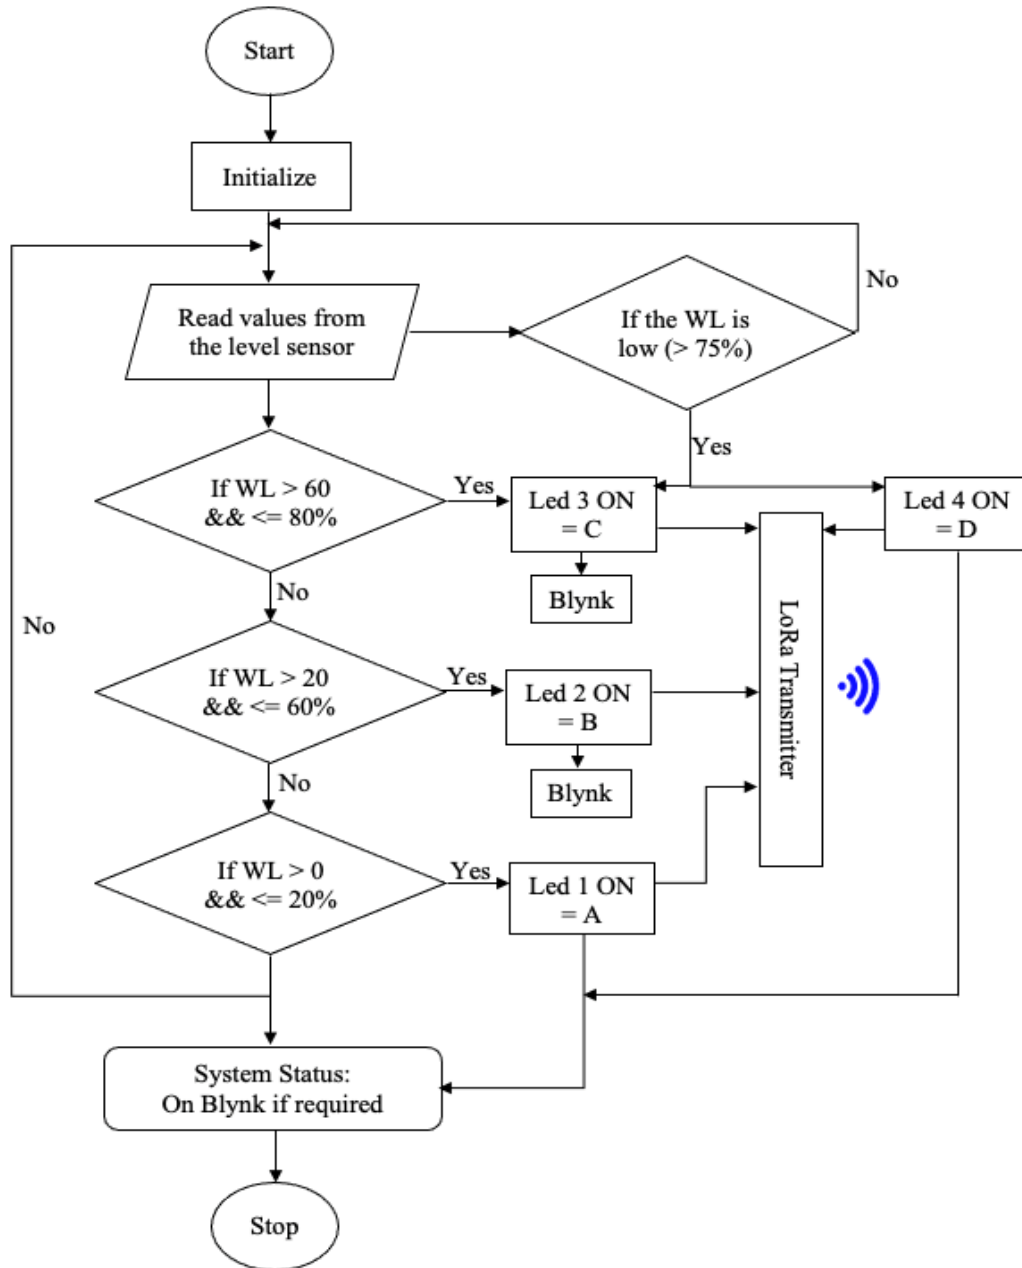 Start
Initialize
No
Read values from
the level sensor
If the WL is
low (> 75%)
Yes
If WL > 60
&& <= 80%
Yes
Led 3 ON
= C
Led 4 ON
= D
Blynk
No
No
LoRa Transmitter
If WL > 20
&& <= 60%
Yes
Led 2 ON
= B
Blynk
No
If WL > 0
&& <= 20%
Yes
Led 1 ON
= A
System Status:
On Blynk if required
Stop